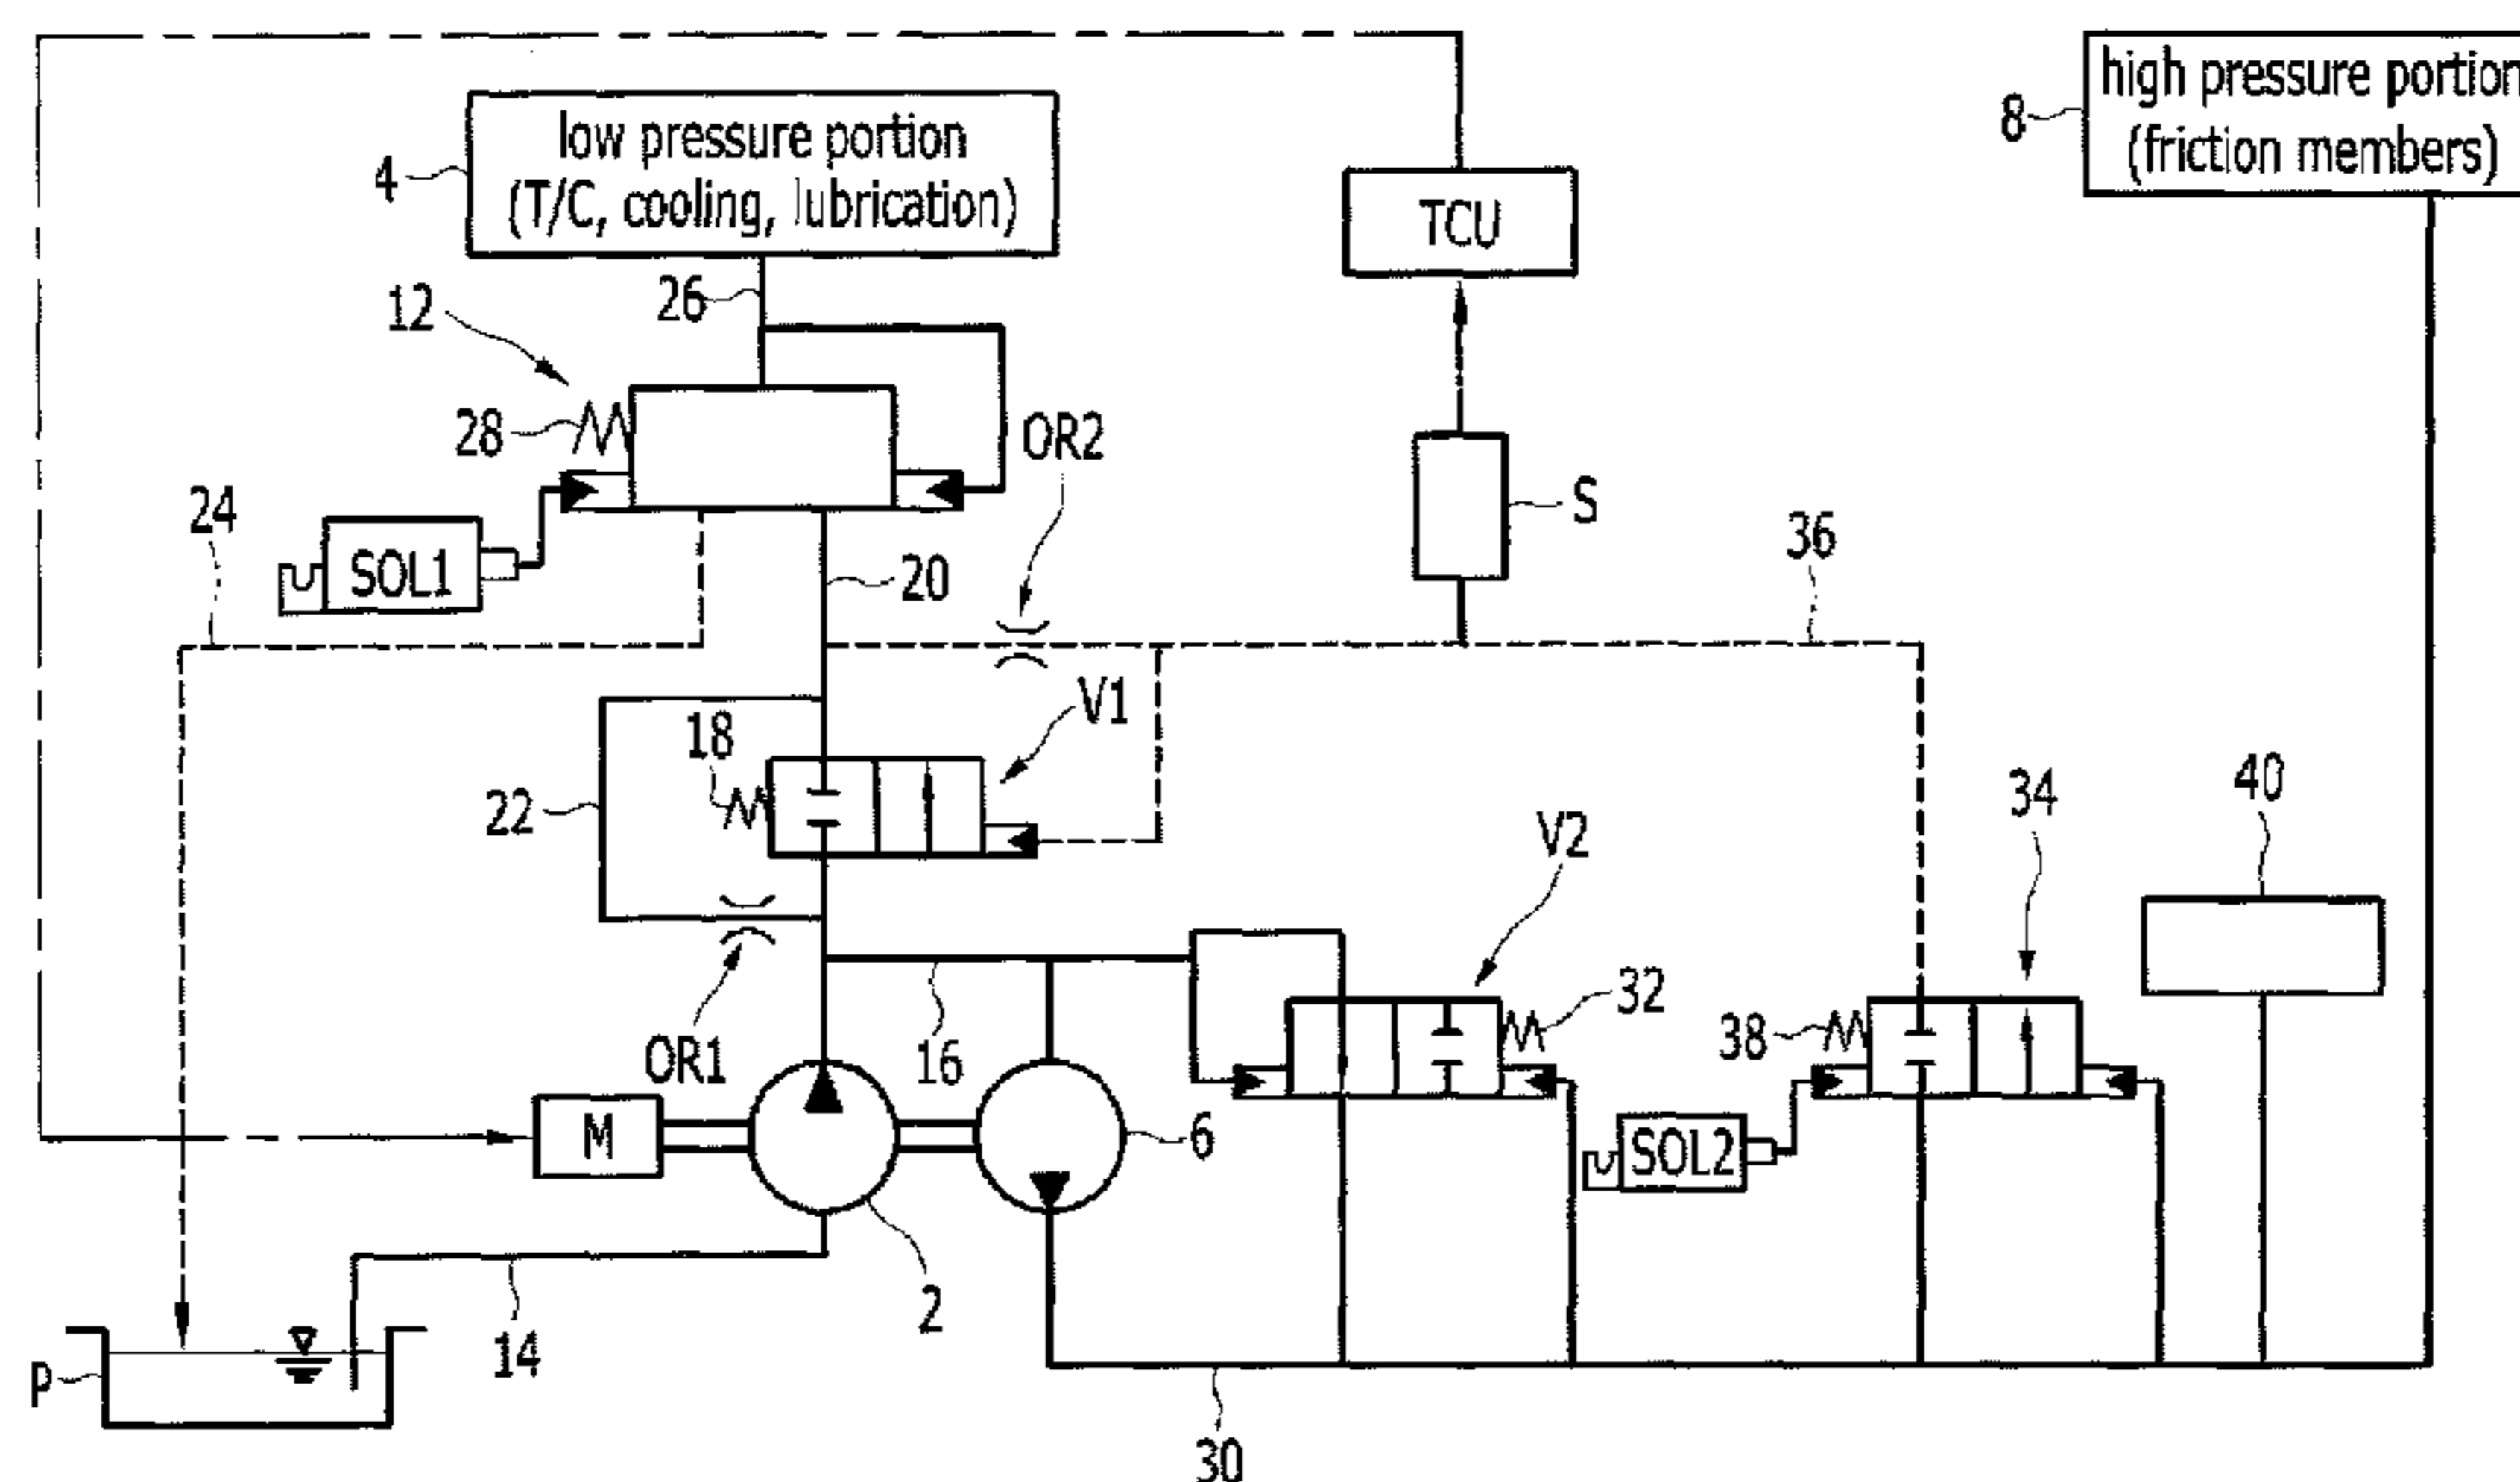 high pressure portion
(friction members)
8
low pressure portion
(T/C, cooling, lubrication)
4
TCU
26
12
28
OR2
24
SOL1
20
S
36
18
V1
22
V2
34
40
32
38
OR1
16
M
6
SOL2
2
14
P
30